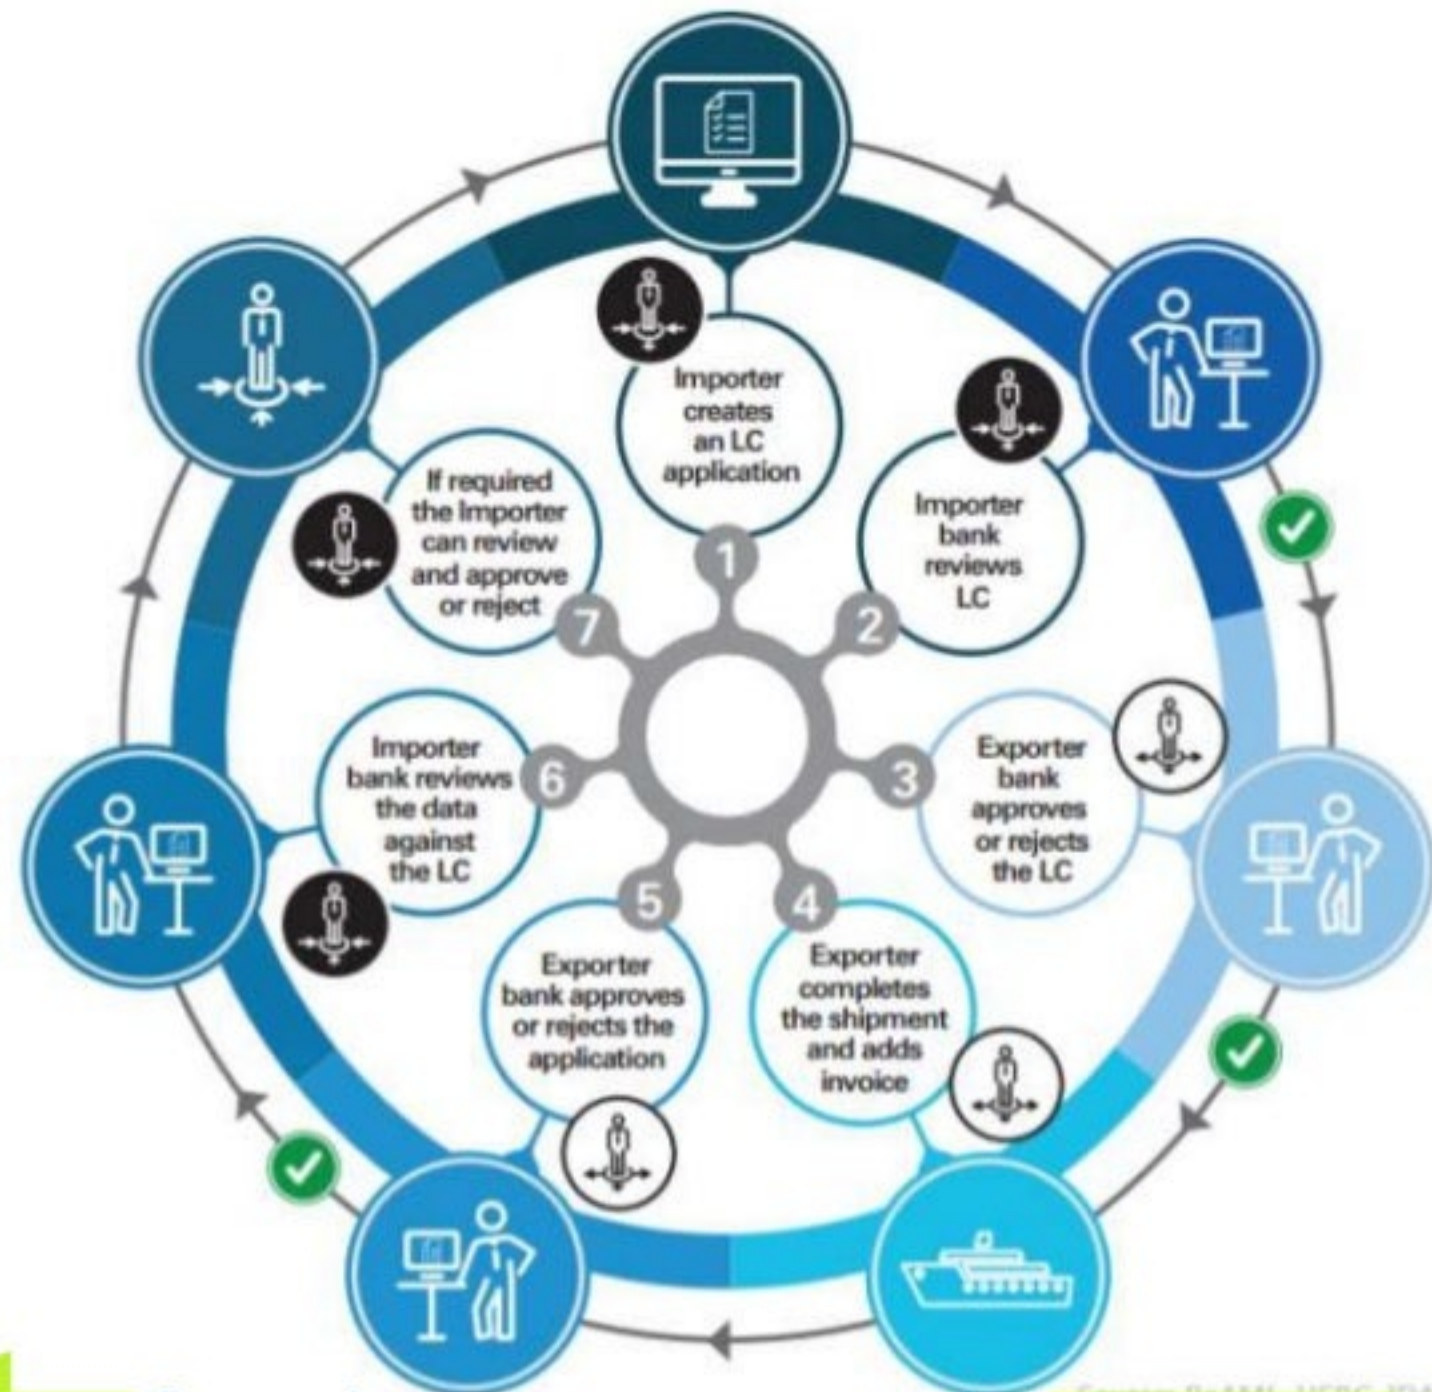 Importer
creates
an LC
application
1
Importer
bank
reviews
LC
2
Exporter
bank
approves
or rejects
the LC
3
Exporter
completes
the shipment
and adds
invoice
4
Exporter
bank approves
or rejects the
application
5
Importer
bank reviews
the data
against
the LC
6
If required
the Importer
can review
and approve
or reject
7